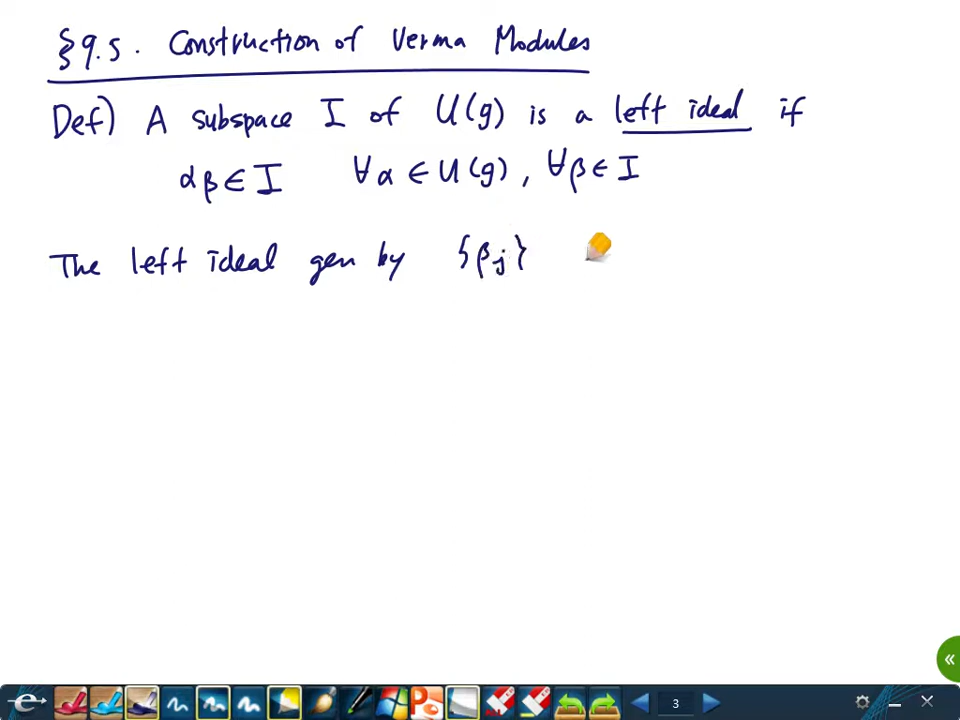 §9.5. Construction of Verma Modules
Def) A subspace I of U(g) is a left ideal if
αβ ∈ I ∀α ∈ U(g), ∀β ∈ I
The left ideal gen by {βj}
3